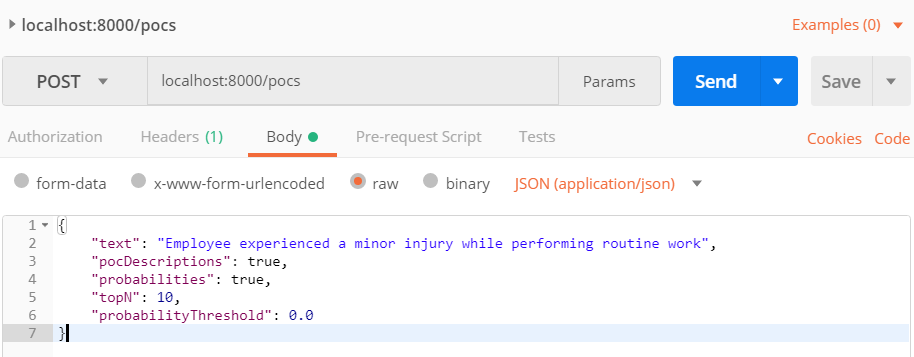 localhost:8000/pocs Examples (0)
POST localhost:8000/pocs Params Send Save
Authorization Headers (1) Body Pre-request Script Tests Cookies Code
form-data x-www-form-urlencoded raw binary JSON (application/json)
1 {
2 "text": "Employee experienced a minor injury while performing routine work",
3 "pocDescriptions": true,
4 "probabilities": true,
5 "topN": 10,
6 "probabilityThreshold": 0.0
7 }